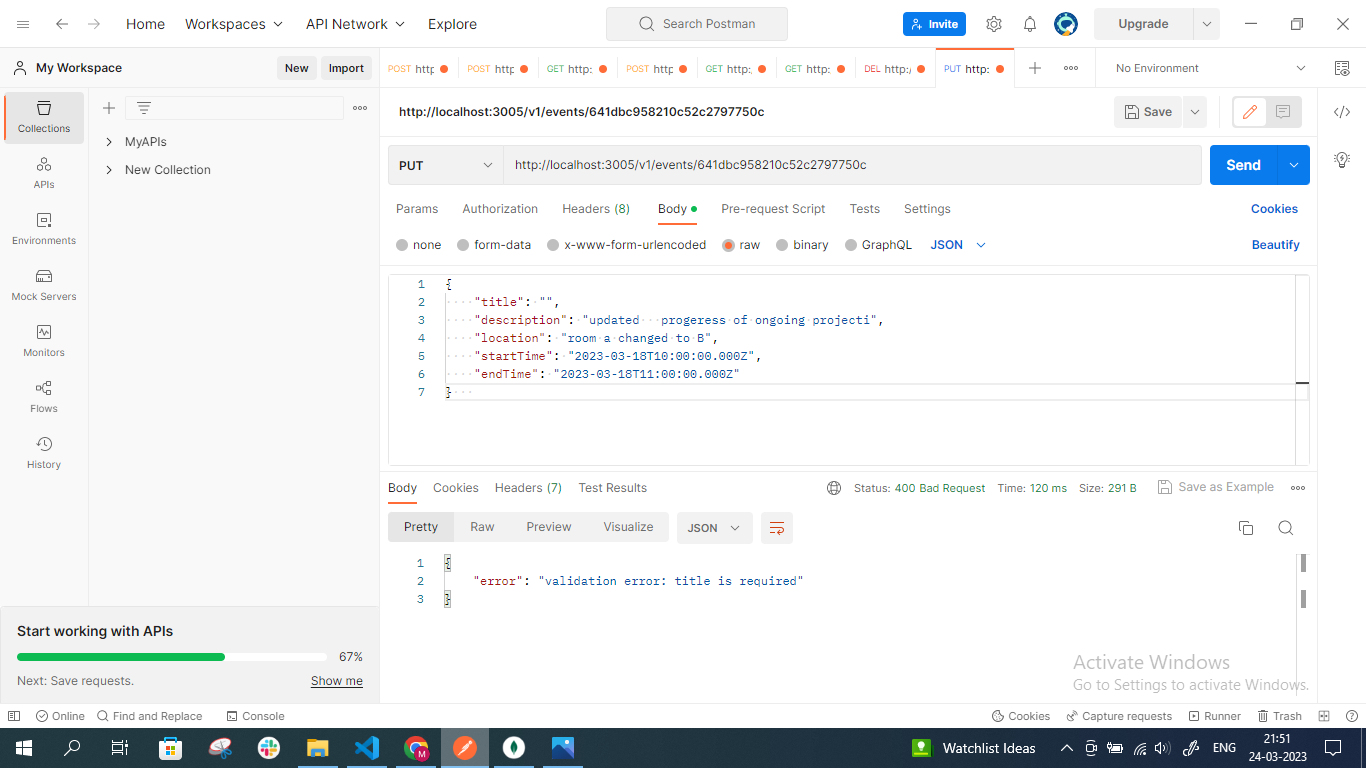 Home
Workspaces
API Network
Explore
Search Postman
Invite
Upgrade
My Workspace
New
Import
POST http
POST http
GET http:
POST http
GET http:
GET http:
DEL http:
PUT http:
No Environment
http://localhost:3005/v1/events/641dbc958210c52c2797750c
Save
Collections
APIs
Environments
Mock Servers
Monitors
Flows
History
MyAPIs
New Collection
PUT
http://localhost:3005/v1/events/641dbc958210c52c2797750c
Send
Params
Authorization
Headers (8)
Body
Pre-request Script
Tests
Settings
Cookies
none
form-data
x-www-form-urlencoded
raw
binary
GraphQL
JSON
Beautify
1 {
2 "title": "",
3 "description": "updated   progeress of ongoing projecti",
4 "location": "room a changed to B",
5 "startTime": "2023-03-18T10:00:00.000Z",
6 "endTime": "2023-03-18T11:00:00.000Z"
7 }
Body
Cookies
Headers (7)
Test Results
Status: 400 Bad Request
Time: 120 ms
Size: 291 B
Save as Example
Pretty
Raw
Preview
Visualize
JSON
1 {
2 "error": "validation error: title is required"
3 }
Start working with APIs
67%
Next: Save requests.
Show me
Activate Windows
Go to Settings to activate Windows.
Online
Find and Replace
Console
Cookies
Capture requests
Runner
Trash
M
Watchlist Ideas
ENG
21:51
24-03-2023